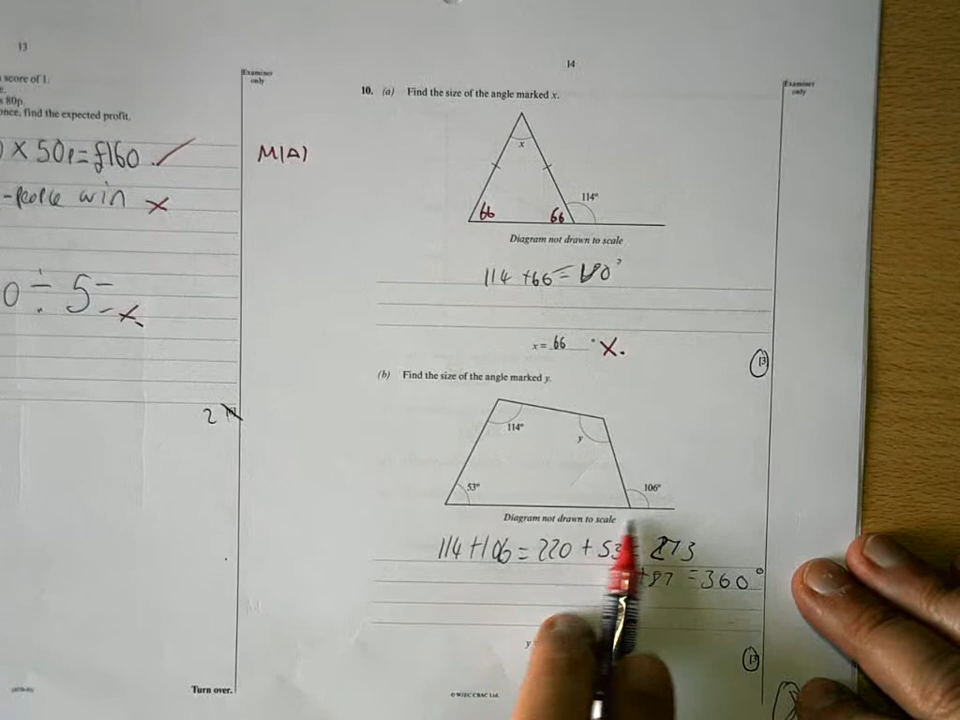 13
score of 1.
s 80p.
once, find the expected profit.
Examiner
only
× 50p = £160 ✓
- people win ×
0 ÷ 5 = ×
2
Turn over.
M1A1
14
Examiner
only
10. (a) Find the size of the angle marked x.
x
114°
66 66
Diagram not drawn to scale
114 + 66 = 180°
x = 66 ° ×.
[3]
(b) Find the size of the angle marked y.
114°
y
53° 106°
Diagram not drawn to scale
114 + 106 = 220 + 53 = 273
+ 87 = 360°
y
[3]
© WJEC CBAC Ltd.